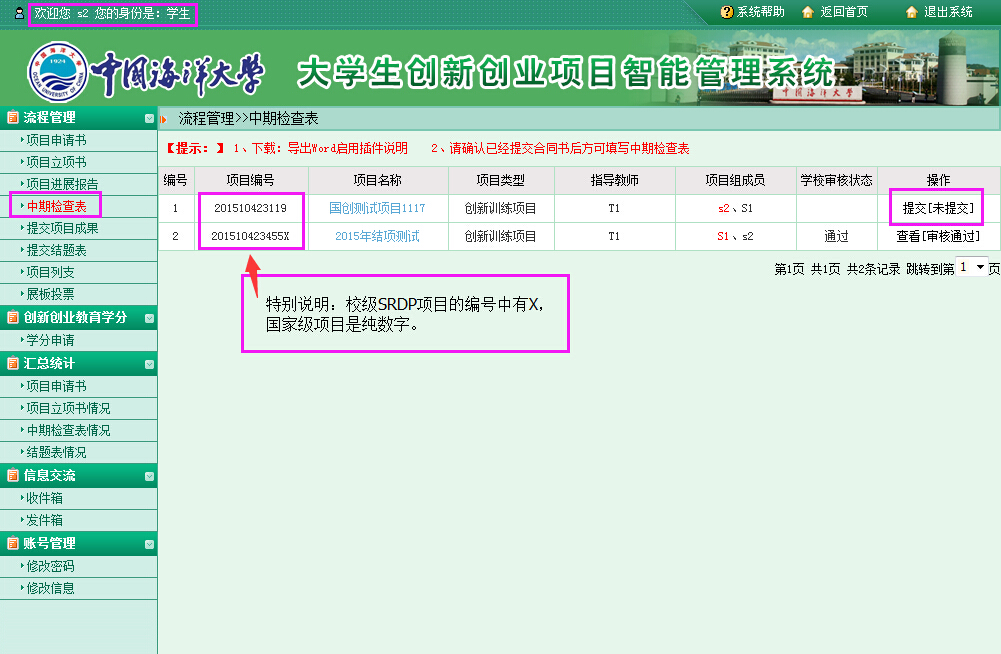 欢迎您 s2 您的身份是：学生
系统帮助 返回首页 退出系统
中国海洋大学 大学生创新创业项目智能管理系统
1924
OCEAN UNIVERSITY OF CHINA
中国海洋大学
流程管理
项目申请书
项目立项书
项目进展报告
中期检查表
提交项目成果
提交结题表
项目列支
展板投票
创新创业教育学分
学分申请
汇总统计
项目申请书
项目立项书情况
中期检查表情况
结题表情况
信息交流
收件箱
发件箱
账号管理
修改密码
修改信息
流程管理>>中期检查表
【提示：】1、下载：导出Word启用插件说明 2、请确认已经提交合同书后方可填写中期检查表
编号 项目编号 项目名称 项目类型 指导教师 项目组成员 学校审核状态 操作
1 201510423119 国创测试项目1117 创新训练项目 T1 s2、S1 提交[未提交]
2 201510423455X 2015年结项测试 创新训练项目 T1 S1、s2 通过 查看[审核通过]
第1页 共1页 共2条记录 跳转到第 1 页
特别说明：校级SRDP项目的编号中有X，
国家级项目是纯数字。